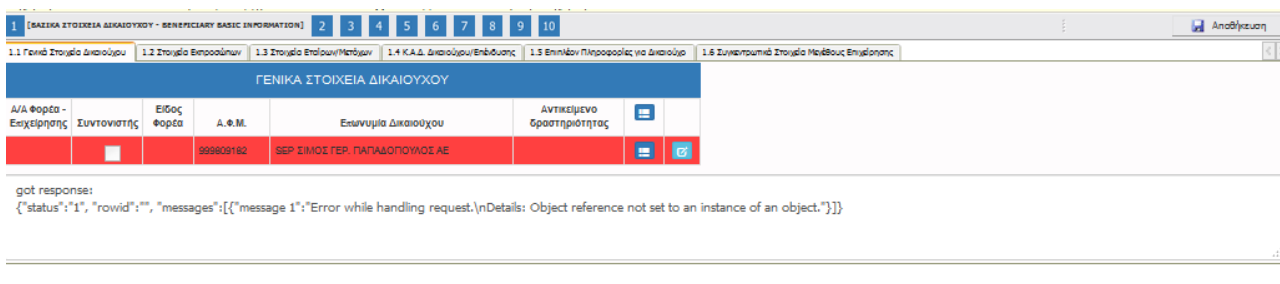 1 [ΒΑΣΙΚΑ ΣΤΟΙΧΕΙΑ ΔΙΚΑΙΟΥΧΟΥ - BENEFICIARY BASIC INFORMATION] 2 3 4 5 6 7 8 9 10 Αποθήκευση
1.1 Γενικά Στοιχεία Δικαιούχου 1.2 Στοιχεία Εκπροσώπων 1.3 Στοιχεία Εταίρων/Μετόχων 1.4 Κ.Α.Δ. Δικαιούχου/Επένδυσης 1.5 Επιπλέον Πληροφορίες για Δικαιούχο 1.6 Συγκεντρωτικά Στοιχεία Μεγέθους Επιχείρησης
ΓΕΝΙΚΑ ΣΤΟΙΧΕΙΑ ΔΙΚΑΙΟΥΧΟΥ
Α/Α Φορέα - Επιχείρησης Συντονιστής Είδος Φορέα Α.Φ.Μ. Επωνυμία Δικαιούχου Αντικείμενο δραστηριότητας
999809182 SEP ΣΙΜΟΣ ΓΕΡ. ΠΑΠΑΔΟΠΟΥΛΟΣ ΑΕ
got response:
{"status":"1", "rowid":"", "messages":[{"message 1":"Error while handling request.\nDetails: Object reference not set to an instance of an object."}]}